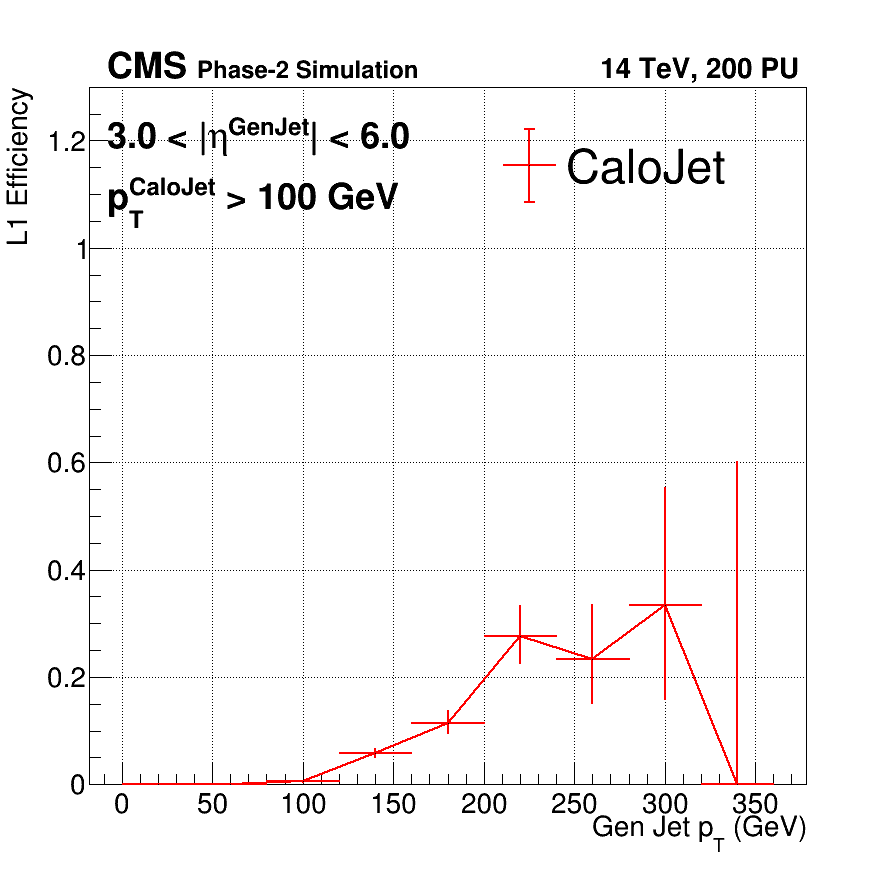 CMS Phase-2 Simulation 14 TeV, 200 PU
L1 Efficiency
3.0 < |η^GenJet| < 6.0
p_T^CaloJet > 100 GeV
CaloJet
1.2
1
0.8
0.6
0.4
0.2
0
0 50 100 150 200 250 300 350
Gen Jet p_T (GeV)